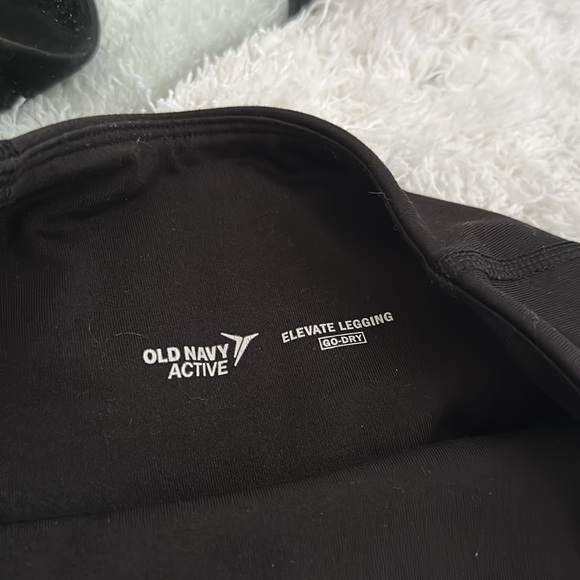 OLD NAVY
ACTIVE
ELEVATE LEGGING
GO-DRY